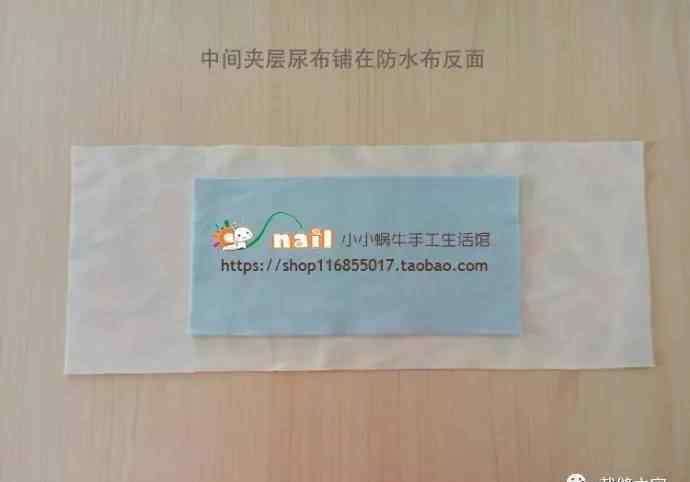 中间夹层尿布铺在防水布反面
nail 小小蜗牛手工生活馆
https://shop116855017.taobao.com